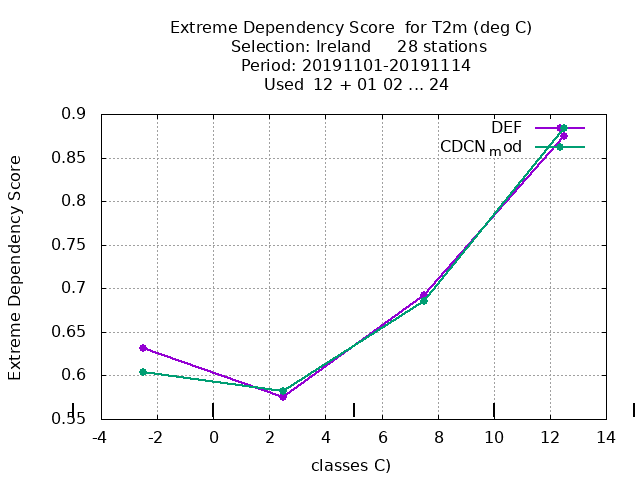 Extreme Dependency Score for T2m (deg C)
Selection: Ireland 28 stations
Period: 20191101-20191114
Used 12 + 01 02 ... 24
DEF
CDCNmod
0.9
0.85
0.8
0.75
0.7
0.65
0.6
0.55
Extreme Dependency Score
-4 -2 0 2 4 6 8 10 12 14
classes C)